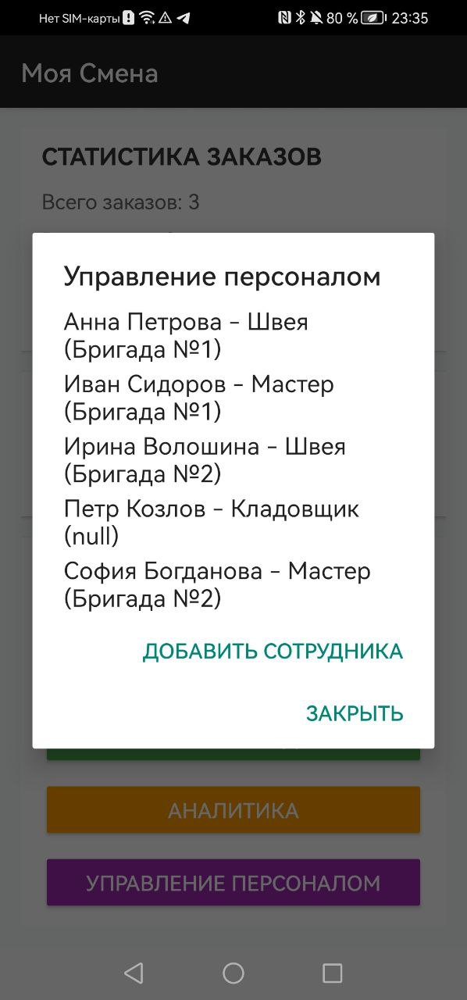 Нет SIM-карты 80 % 23:35
Моя Смена
СТАТИСТИКА ЗАКАЗОВ
Всего заказов: 3
Управление персоналом
Анна Петрова - Швея
(Бригада №1)
Иван Сидоров - Мастер
(Бригада №1)
Ирина Волошина - Швея
(Бригада №2)
Петр Козлов - Кладовщик
(null)
София Богданова - Мастер
(Бригада №2)
ДОБАВИТЬ СОТРУДНИКА
ЗАКРЫТЬ
АНАЛИТИКА
УПРАВЛЕНИЕ ПЕРСОНАЛОМ